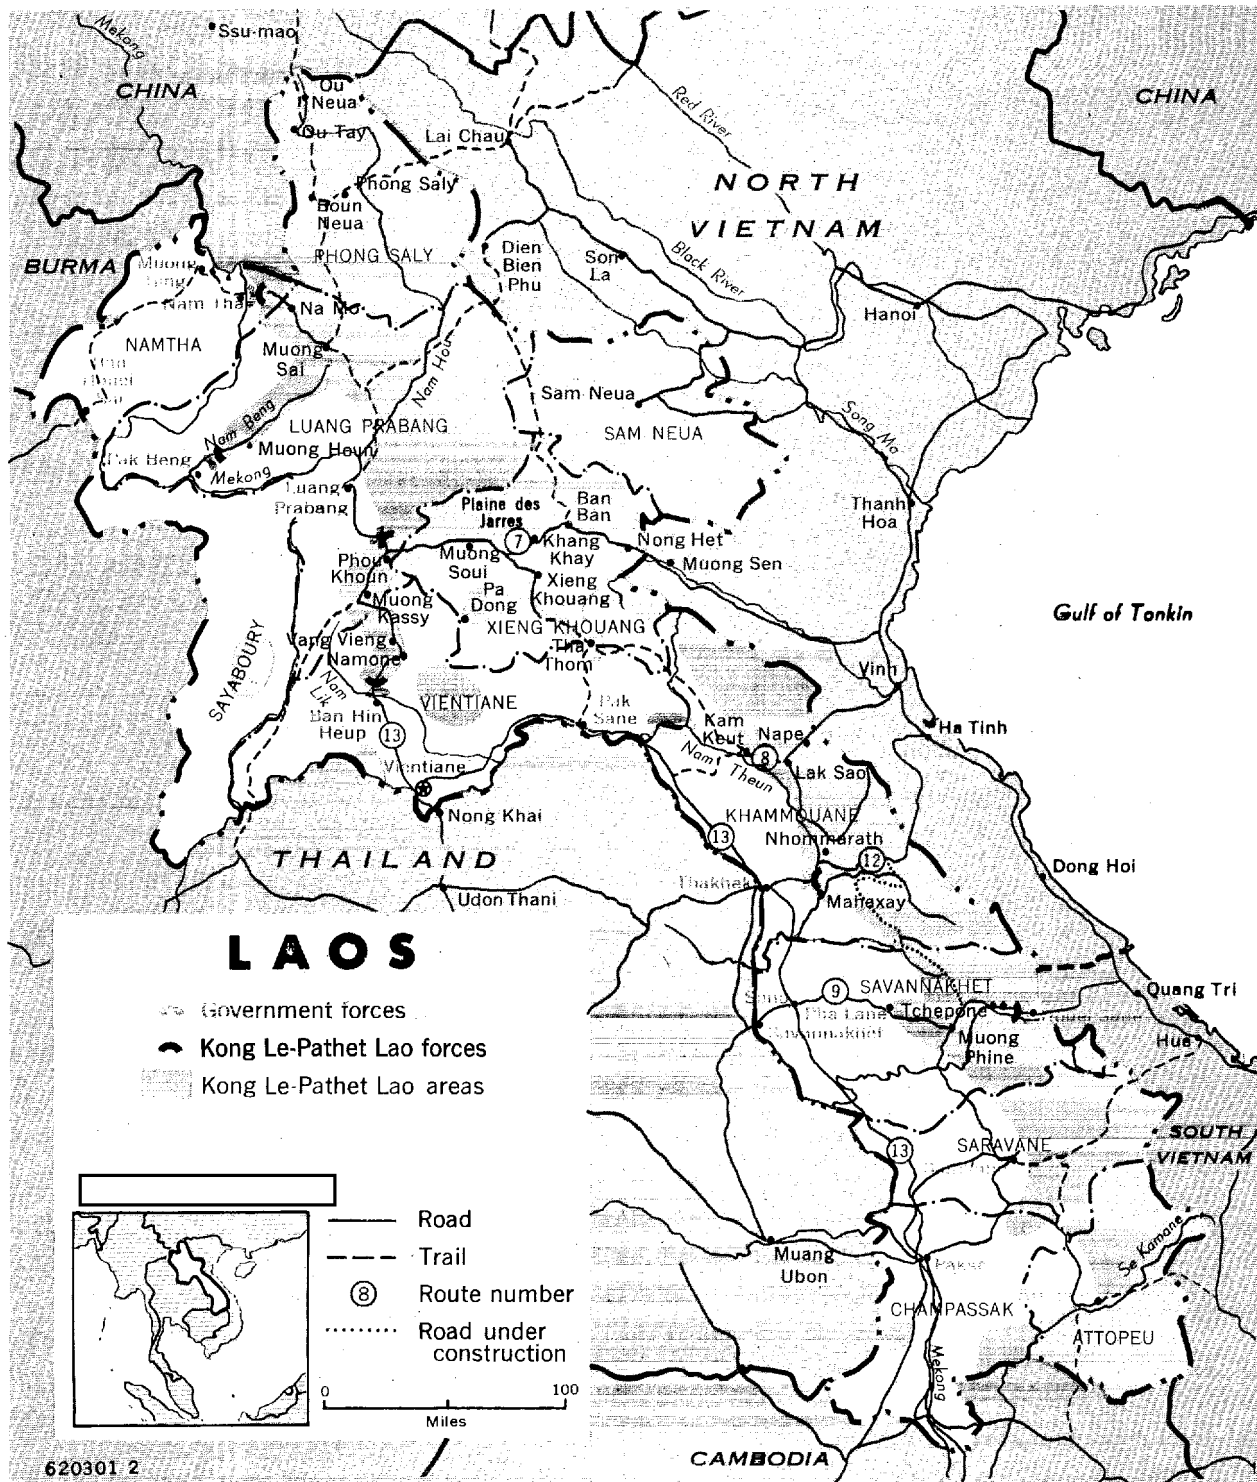 Mekong
Ssu-mao
CHINA
CHINA
Ou
Neua
Ou Tay
Lai Chau
Red River
Phong Saly
Boun
Neua
NORTH
VIETNAM
PHONG SALY
Dien
Bien
Phu
Son
La
Black River
BURMA
Muong
Nam Tha
Na Mo
Hanoi
NAMTHA
Muong
Sai
Nam Hou
Sam Neua
SAM NEUA
Song Ma
Nam Beng
LUANG PRABANG
Muong Houn
Pak Beng
Mekong
Luang
Prabang
Plaine des
Jarres
Ban
Ban
Thanh
Hoa
7
Khang
Khay
Nong Het
Muong Sen
Phou
Khoun
Muong
Soui
Xieng
Khouang
Pa
Dong
Muong
Kassy
XIENG KHOUANG
Gulf of Tonkin
SAYABOURY
Vang Vieng
Namone
Tha
Thom
Vinh
Nam
Lik
VIENTIANE
Ban Hin
Heup
Pak
Sane
Kam
Keut
Nape
Ha Tinh
13
8
Nam Theun
Lak Sao
Vientiane
Nong Khai
KHAMMOUANE
Nhommarath
13
12
THAILAND
Thakhek
Mahaxay
Dong Hoi
Udon Thani
LAOS
Government forces
Kong Le-Pathet Lao forces
Kong Le-Pathet Lao areas
9
SAVANNAKHET
Quang Tri
Pha Lane
Tchepone
Savannakhet
Muong
Phine
Hue
13
SARAVANE
SOUTH
VIETNAM
Muang
Ubon
Pakse
Se Kamane
CHAMPASSAK
ATTOPEU
Mekong
CAMBODIA
Road
Trail
8
Route number
Road under
construction
0
100
Miles
620301 2